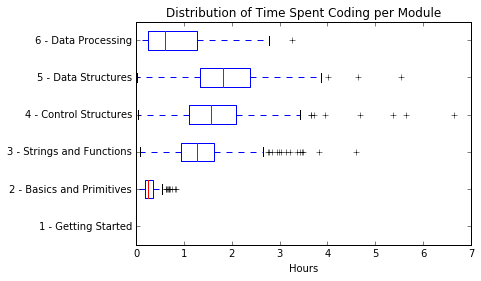 Distribution of Time Spent Coding per Module
6 - Data Processing
5 - Data Structures
4 - Control Structures
3 - Strings and Functions
2 - Basics and Primitives
1 - Getting Started
0 1 2 3 4 5 6 7
Hours